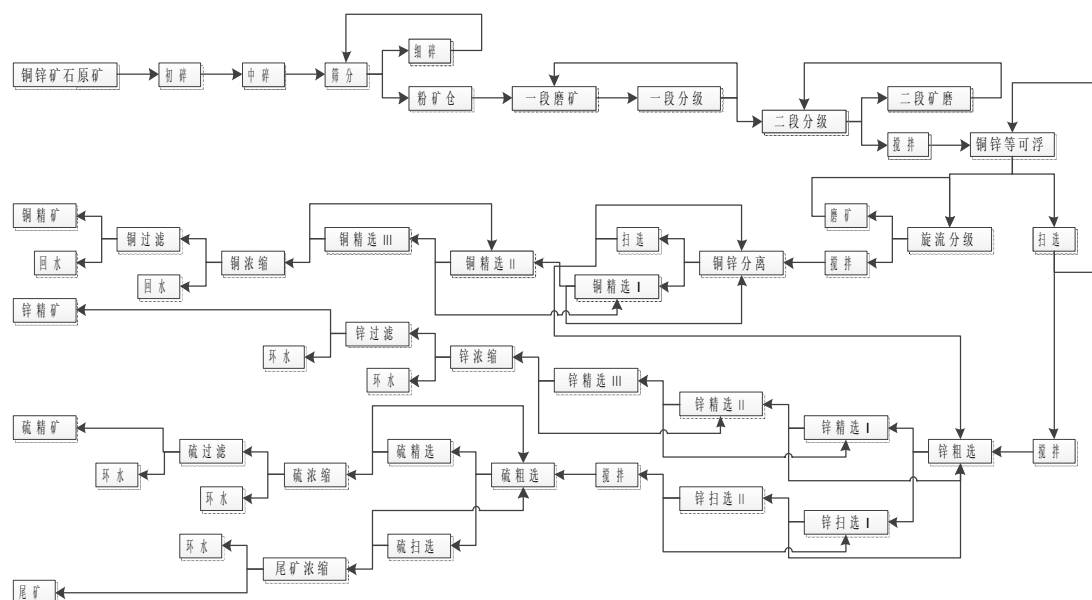 铜锌矿石原矿
初碎
中碎
筛分
细碎
粉矿仓
一段磨矿
一段分级
二段分级
二段矿磨
搅拌
铜锌等可浮
铜精矿
回水
铜过滤
铜浓缩
回水
铜精选III
铜精选II
扫选
铜精选I
铜锌分离
磨矿
搅拌
旋流分级
扫选
锌精矿
环水
锌过滤
环水
锌浓缩
锌精选III
锌精选II
锌精选I
锌粗选
搅拌
硫精矿
环水
硫过滤
环水
硫浓缩
硫精选
硫粗选
搅拌
锌扫选II
锌扫选I
环水
尾矿浓缩
硫扫选
尾矿